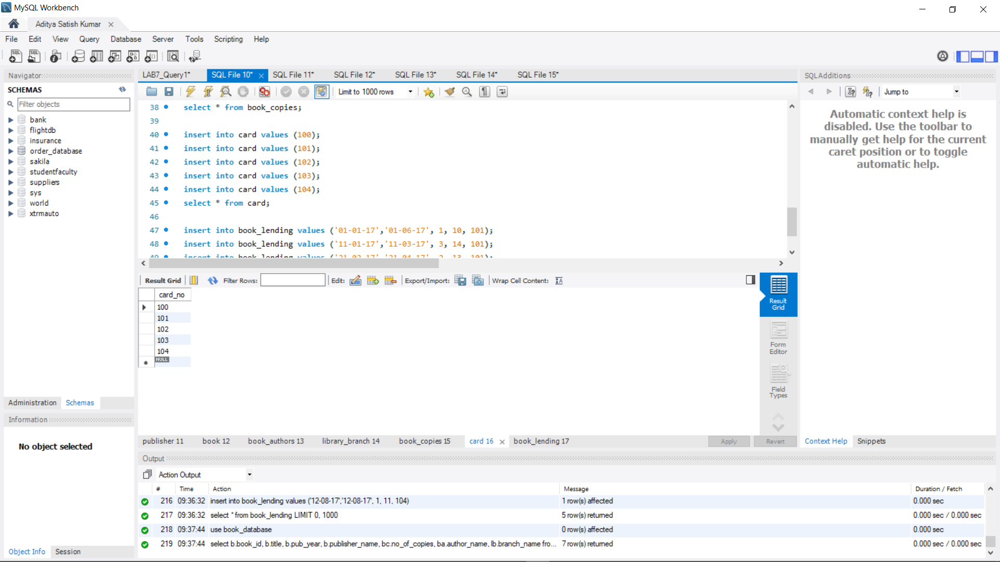 MySQL Workbench
Aditya Satish Kumar
File Edit View Query Database Server Tools Scripting Help
Navigator
SCHEMAS
Filter objects
bank
flightdb
insurance
order_database
sakila
studentfaculty
suppliers
sys
world
xtrmauto
Administration Schemas
Information
No object selected
Object Info Session
LAB7_Query1* SQL File 10* SQL File 11* SQL File 12* SQL File 13* SQL File 14* SQL File 15*
Limit to 1000 rows
38 select * from book_copies;
39
40 insert into card values (100);
41 insert into card values (101);
42 insert into card values (102);
43 insert into card values (103);
44 insert into card values (104);
45 select * from card;
46
47 insert into book_lending values ('01-01-17','01-06-17', 1, 10, 101);
48 insert into book_lending values ('11-01-17','11-03-17', 3, 14, 101);
49 insert into book_lending values ('21-02-17','21-04-17', 2, 13, 101);
Result Grid Filter Rows: Edit: Export/Import: Wrap Cell Content:
card_no
100
101
102
103
104
NULL
Result Grid
Form Editor
Field Types
publisher 11 book 12 book_authors 13 library_branch 14 book_copies 15 card 16 book_lending 17 Apply Revert
SQLAdditions
Jump to
Automatic context help is
disabled. Use the toolbar to
manually get help for the current
caret position or to toggle
automatic help.
Context Help Snippets
Output
Action Output
# Time Action Message Duration / Fetch
216 09:36:32 insert into book_lending values ('12-08-17','12-08-17', 1, 11, 104) 1 row(s) affected 0.000 sec
217 09:36:32 select * from book_lending LIMIT 0, 1000 5 row(s) returned 0.000 sec / 0.000 sec
218 09:37:44 use book_database 0 row(s) affected 0.000 sec
219 09:37:44 select b.book_id, b.title, b.pub_year, b.publisher_name, bc.no_of_copies, ba.author_name, lb.branch_name fro... 7 row(s) returned 0.000 sec / 0.000 sec